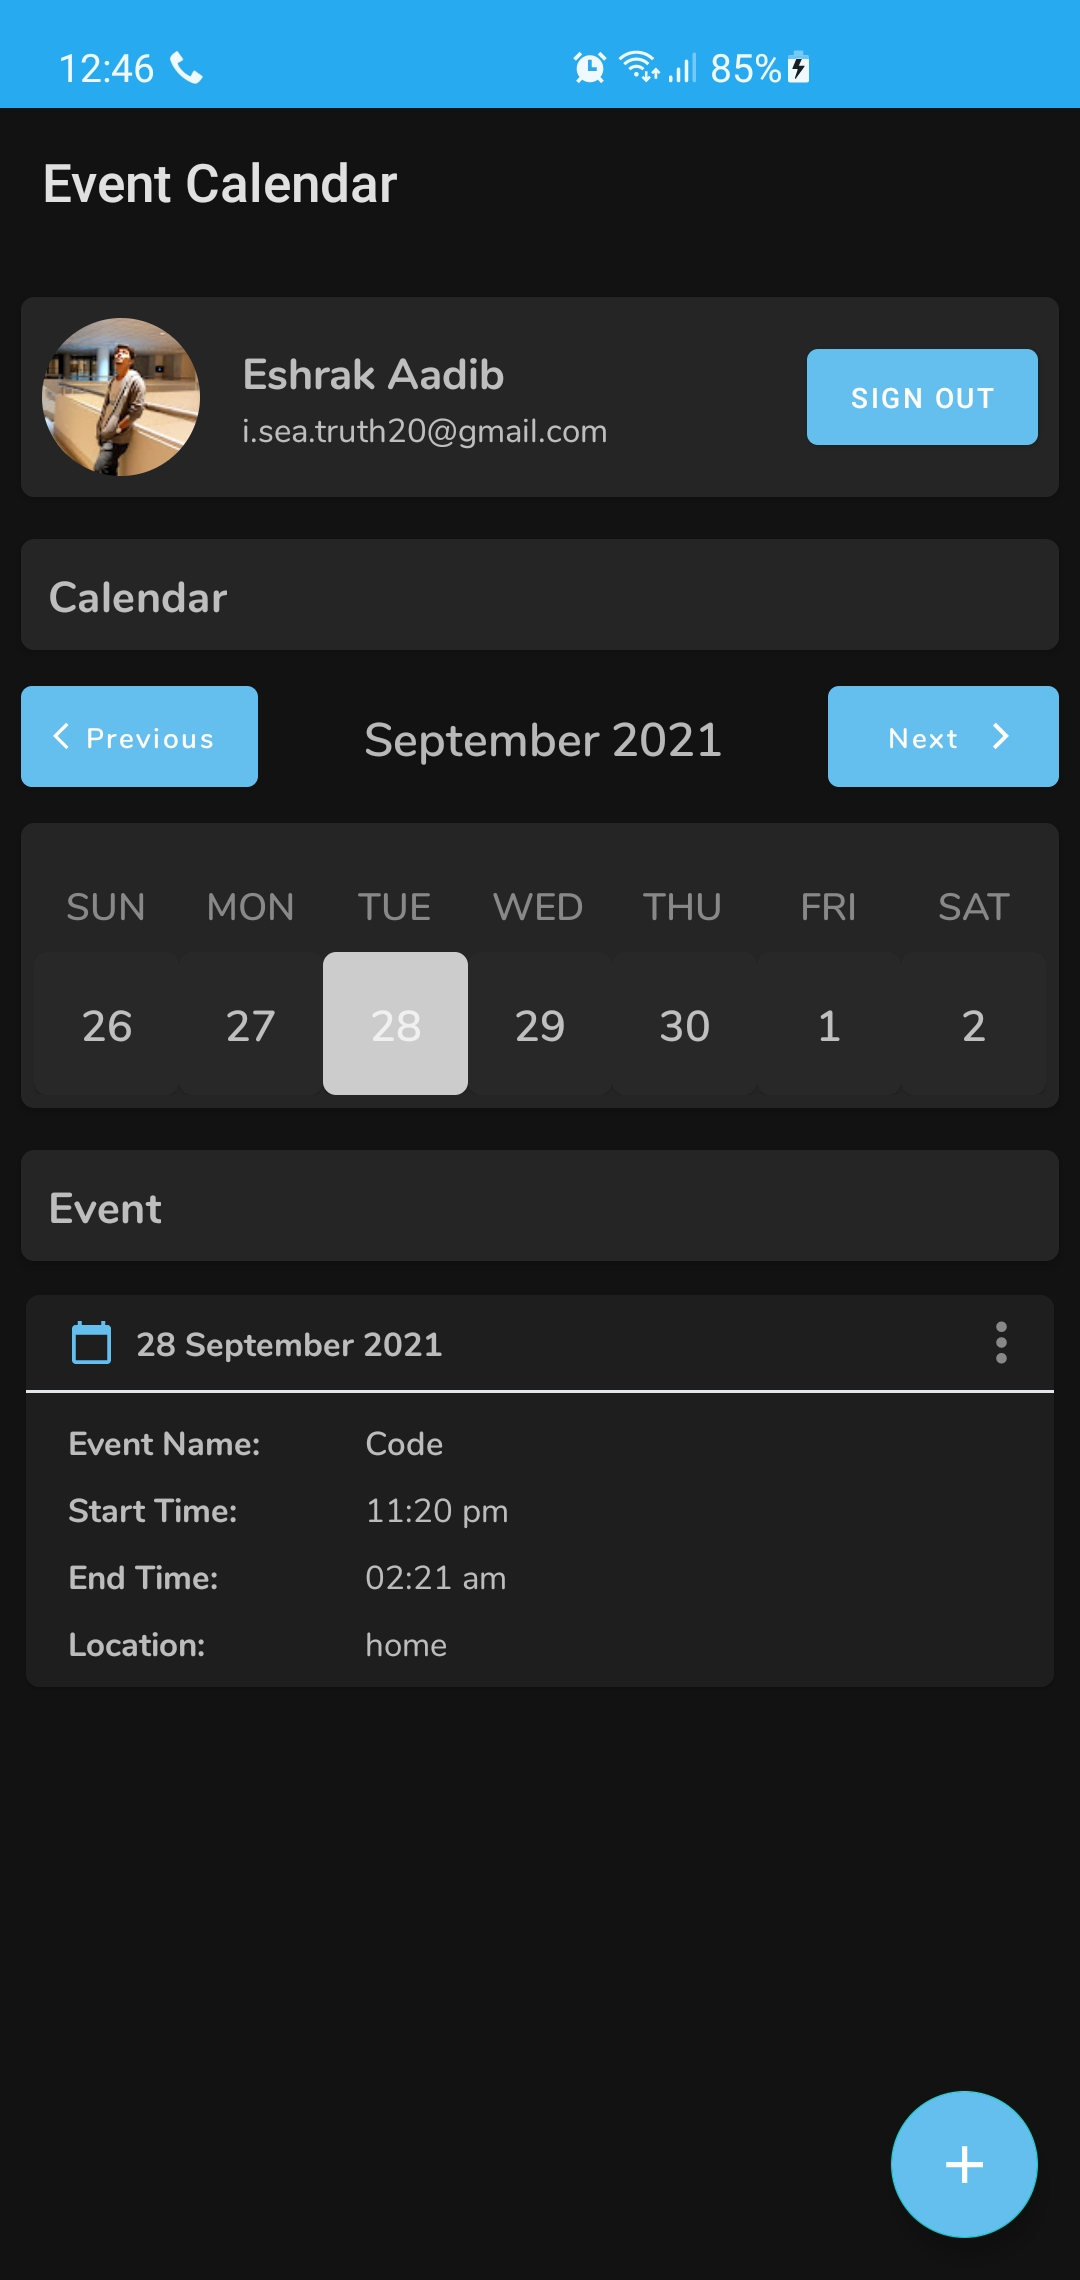 12:46 85%
Event Calendar
Eshrak Aadib
i.sea.truth20@gmail.com
SIGN OUT
Calendar
Previous September 2021 Next
SUN MON TUE WED THU FRI SAT
26 27 28 29 30 1 2
Event
28 September 2021
Event Name: Code
Start Time: 11:20 pm
End Time: 02:21 am
Location: home